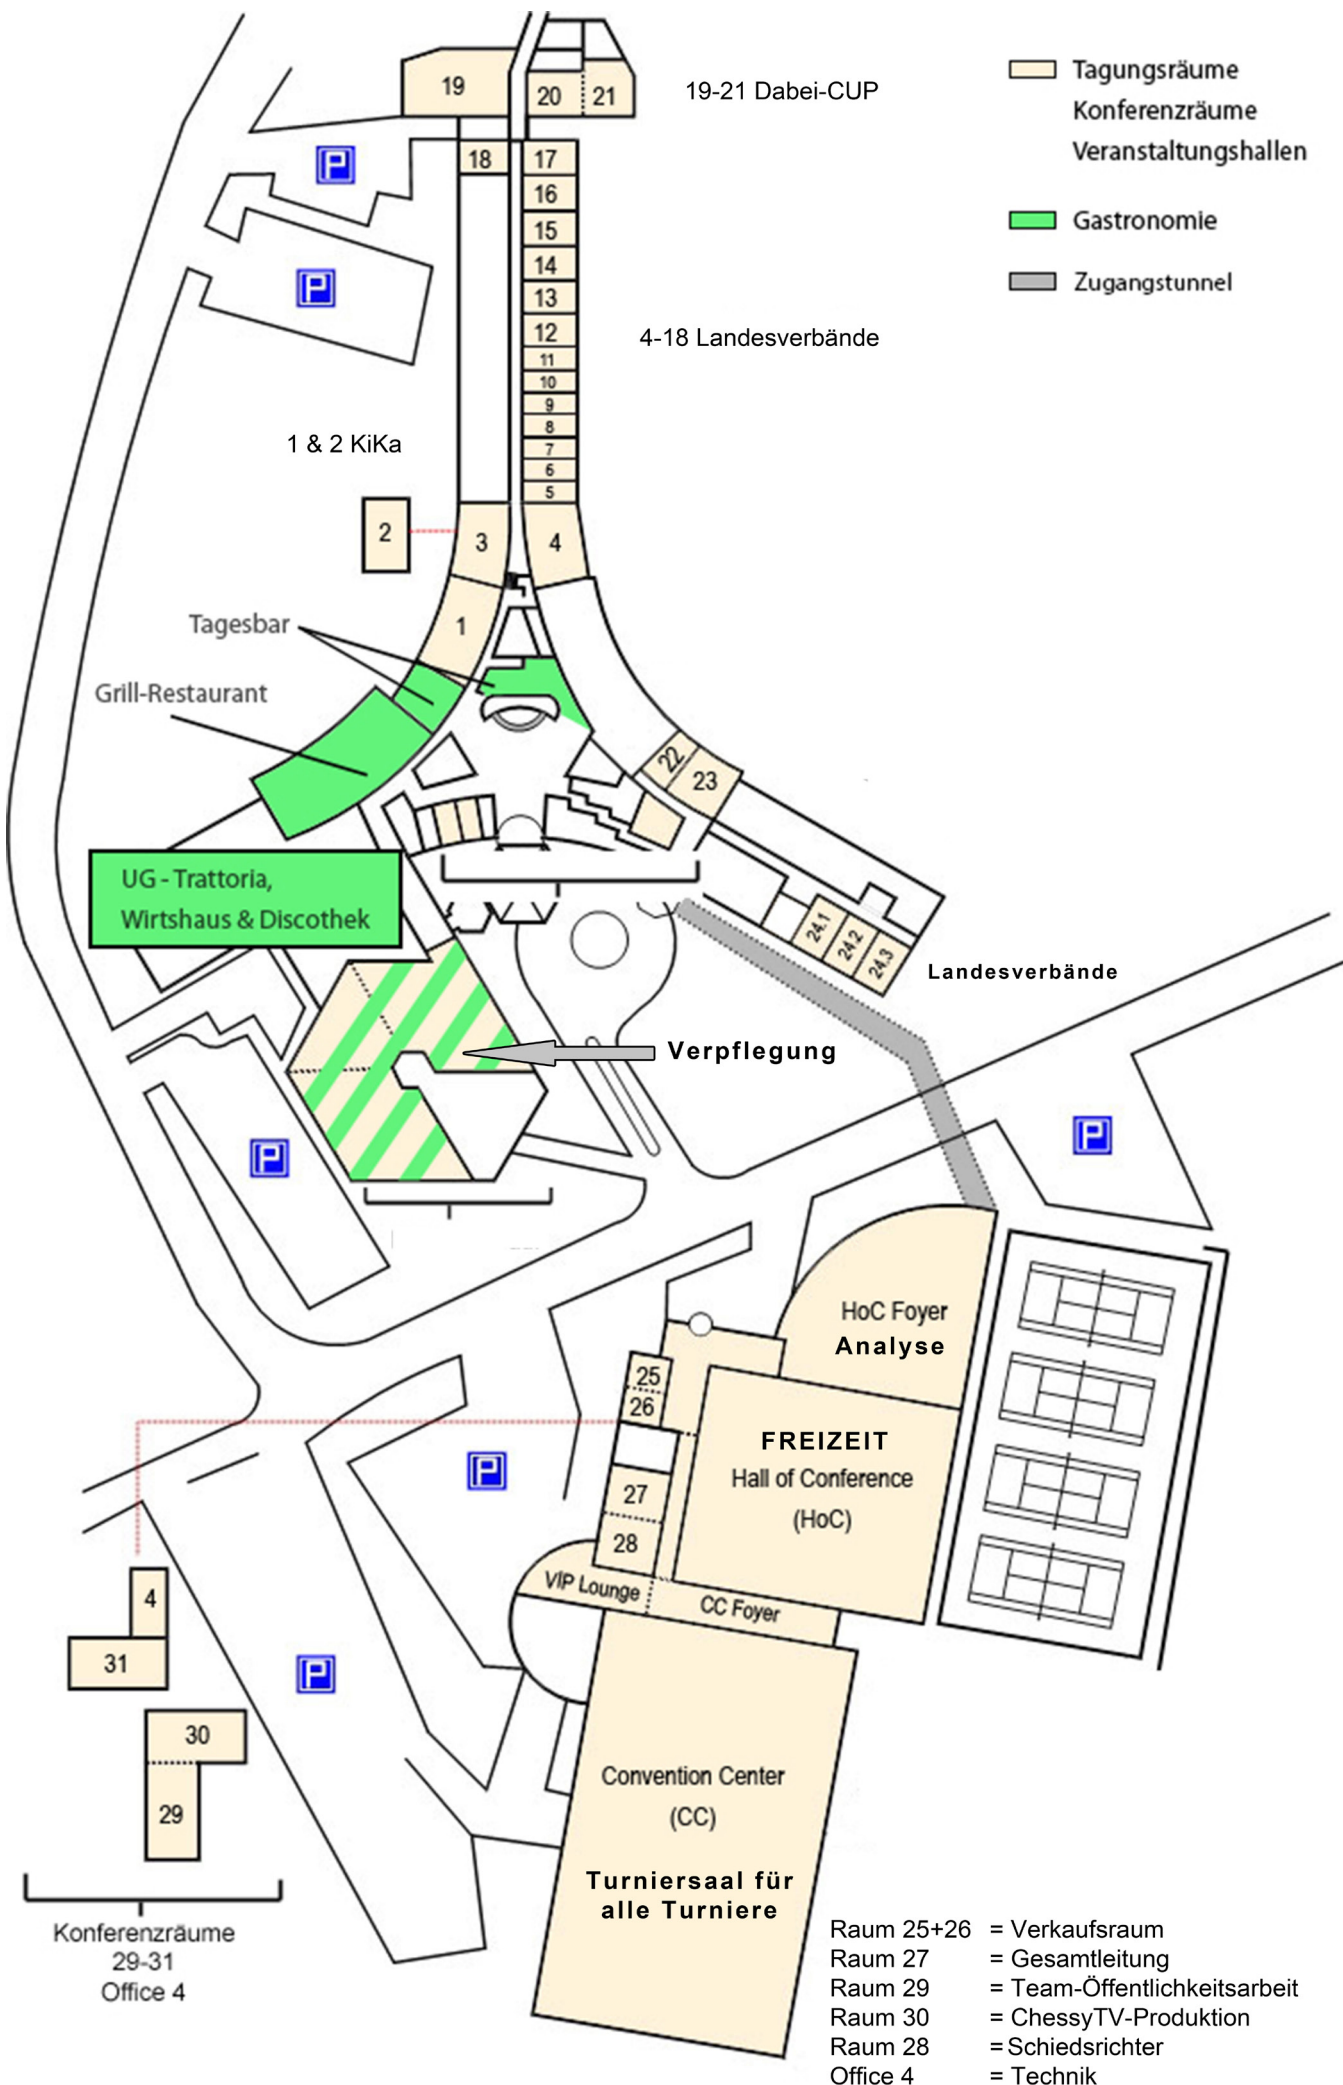 19
20
21
19-21 Dabei-CUP
Tagungsräume
Konferenzräume
Veranstaltungshallen
Gastronomie
Zugangstunnel
P
18
17
16
15
14
13
12
11
10
9
8
7
6
5
P
4-18 Landesverbände
1 & 2 KiKa
2
3
4
1
Tagesbar
Grill-Restaurant
22
23
UG - Trattoria,
Wirtshaus & Discothek
24.1
24.2
24.3
Landesverbände
Verpflegung
P
P
HoC Foyer
Analyse
25
26
FREIZEIT
Hall of Conference
(HoC)
P
27
28
VIP Lounge
CC Foyer
4
31
P
30
29
Convention Center
(CC)
Turniersaal für
alle Turniere
Konferenzräume
29-31
Office 4
Raum 25+26 = Verkaufsraum
Raum 27 = Gesamtleitung
Raum 29 = Team-Öffentlichkeitsarbeit
Raum 30 = ChessyTV-Produktion
Raum 28 = Schiedsrichter
Office 4 = Technik